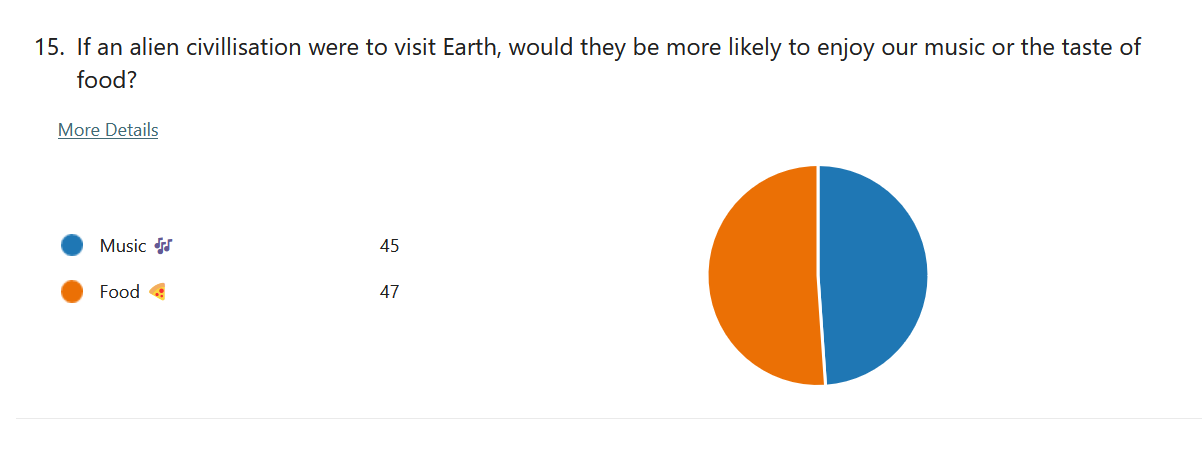 15. If an alien civillisation were to visit Earth, would they be more likely to enjoy our music or the taste of
food?
More Details
Music 🎶 45
Food 🍕 47